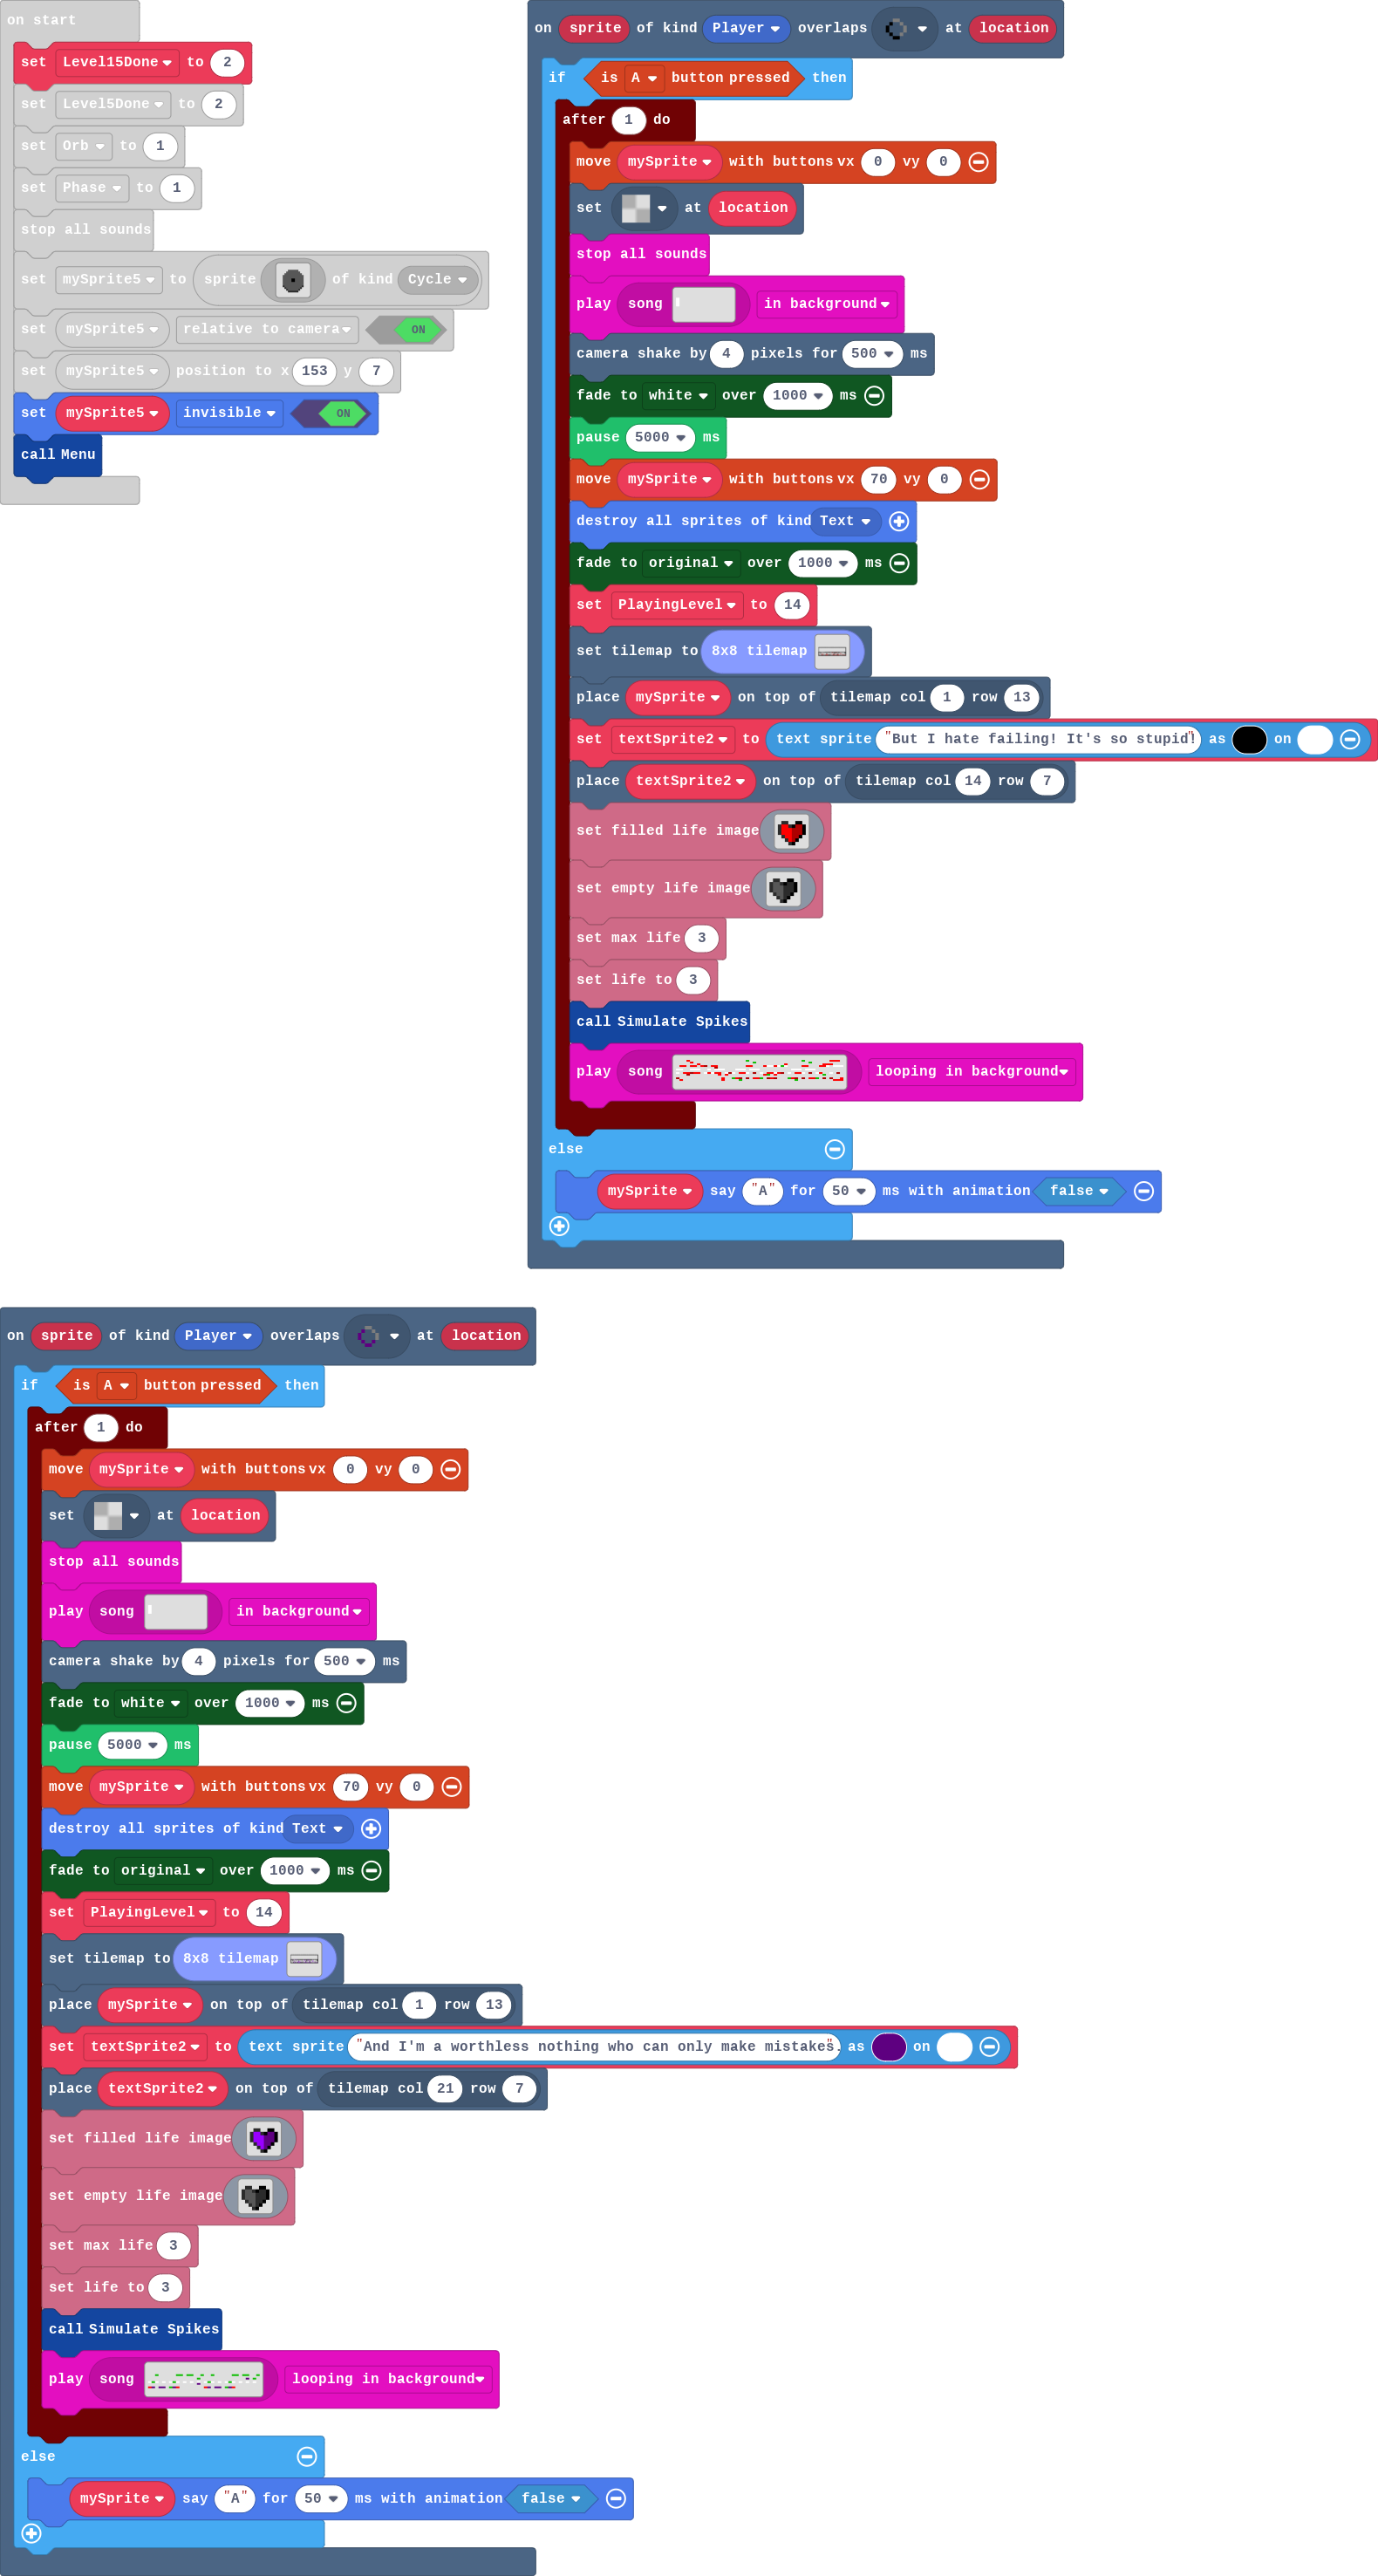 on start
set Level15Done to 2
set Level5Done to 2
set Orb to 1
set Phase to 1
stop all sounds
set mySprite5 to sprite of kind Cycle
set mySprite5 relative to camera ON
set mySprite5 position to x 153 y 7
set mySprite5 invisible ON
call Menu
on sprite of kind Player overlaps at location
if is A button pressed then
after 1 do
move mySprite with buttons vx 0 vy 0
set at location
stop all sounds
play song in background
camera shake by 4 pixels for 500 ms
fade to white over 1000 ms
pause 5000 ms
move mySprite with buttons vx 70 vy 0
destroy all sprites of kind Text
fade to original over 1000 ms
set PlayingLevel to 14
set tilemap to 8x8 tilemap
place mySprite on top of tilemap col 1 row 13
set textSprite2 to text sprite "But I hate failing! It's so stupid!" as on
place textSprite2 on top of tilemap col 14 row 7
set filled life image
set empty life image
set max life 3
set life to 3
call Simulate Spikes
play song looping in background
else
mySprite say "A" for 50 ms with animation false
on sprite of kind Player overlaps at location
if is A button pressed then
after 1 do
move mySprite with buttons vx 0 vy 0
set at location
stop all sounds
play song in background
camera shake by 4 pixels for 500 ms
fade to white over 1000 ms
pause 5000 ms
move mySprite with buttons vx 70 vy 0
destroy all sprites of kind Text
fade to original over 1000 ms
set PlayingLevel to 14
set tilemap to 8x8 tilemap
place mySprite on top of tilemap col 1 row 13
set textSprite2 to text sprite "And I'm a worthless nothing who can only make mistakes." as on
place textSprite2 on top of tilemap col 21 row 7
set filled life image
set empty life image
set max life 3
set life to 3
call Simulate Spikes
play song looping in background
else
mySprite say "A" for 50 ms with animation false